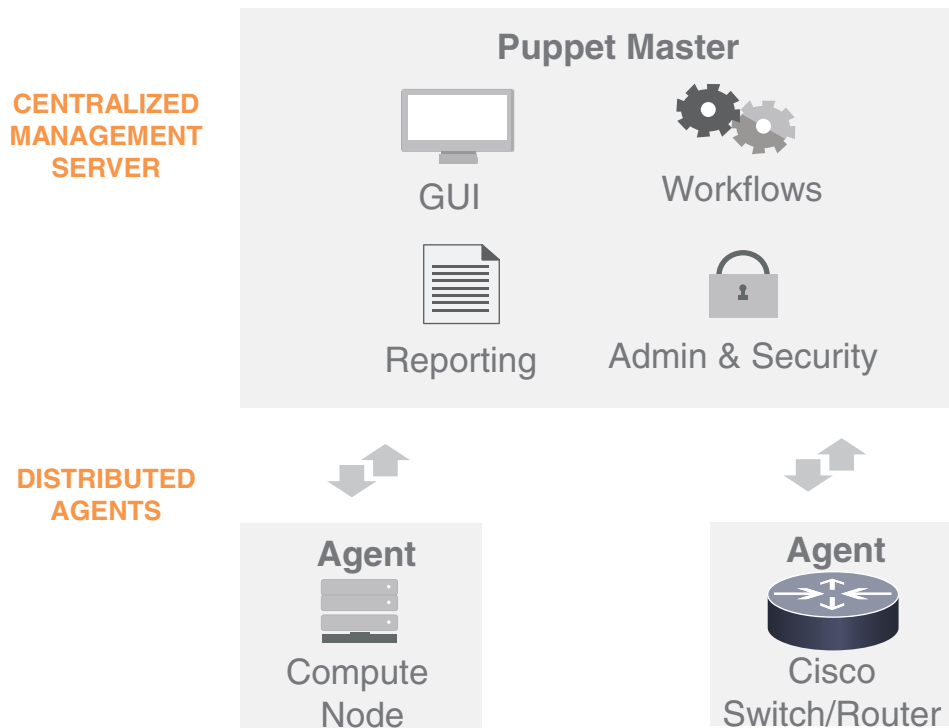 Puppet Master
CENTRALIZED
MANAGEMENT
SERVER
GUI
Workflows
Reporting
Admin & Security
DISTRIBUTED
AGENTS
Agent
Compute
Node
Agent
Cisco
Switch/Router